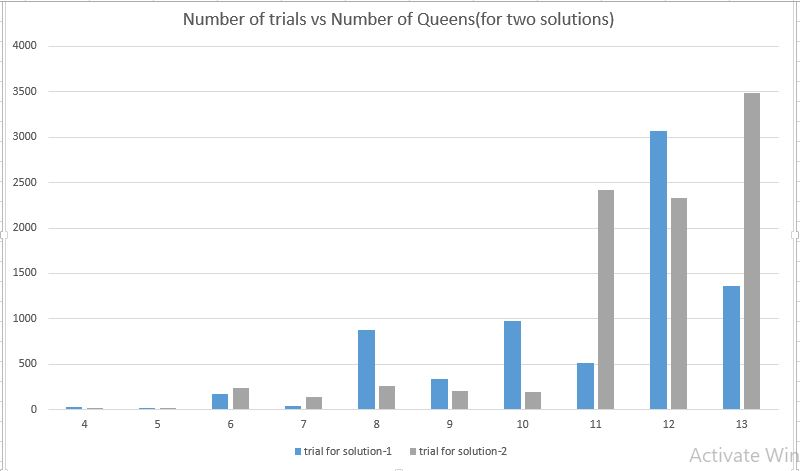 Number of trials vs Number of Queens(for two solutions)
4000
3500
3000
2500
2000
1500
1000
500
0
4 5 6 7 8 9 10 11 12 13
trial for solution-1 trial for solution-2
Activate Win